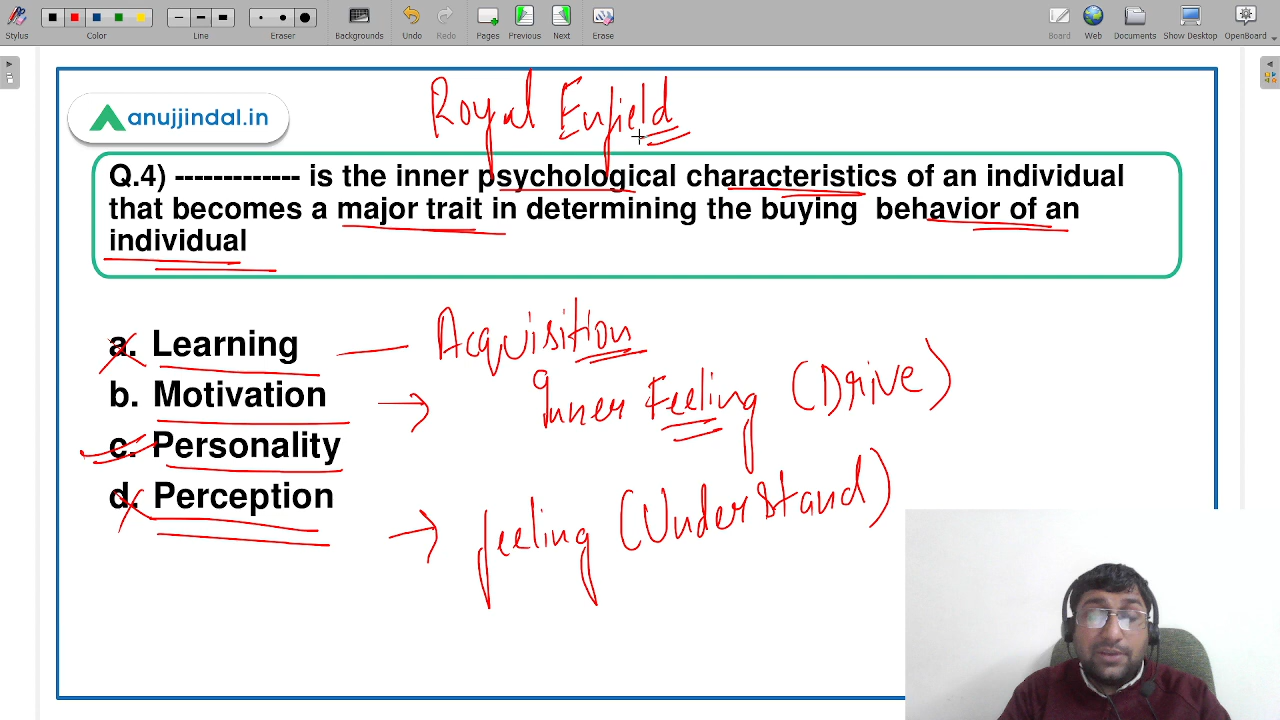 Stylus
Color
Line
Eraser
Backgrounds
Undo
Redo
Pages
Previous
Next
Erase
Board
Web
Documents
Show Desktop
OpenBoard
Royal Enfield
anujjindal.in
Q.4) ------------- is the inner psychological characteristics of an individual
that becomes a major trait in determining the buying behavior of an
individual
a. Learning — Acquisition
b. Motivation → Inner Feeling (Drive)
c. Personality
d. Perception → feeling (Understand)